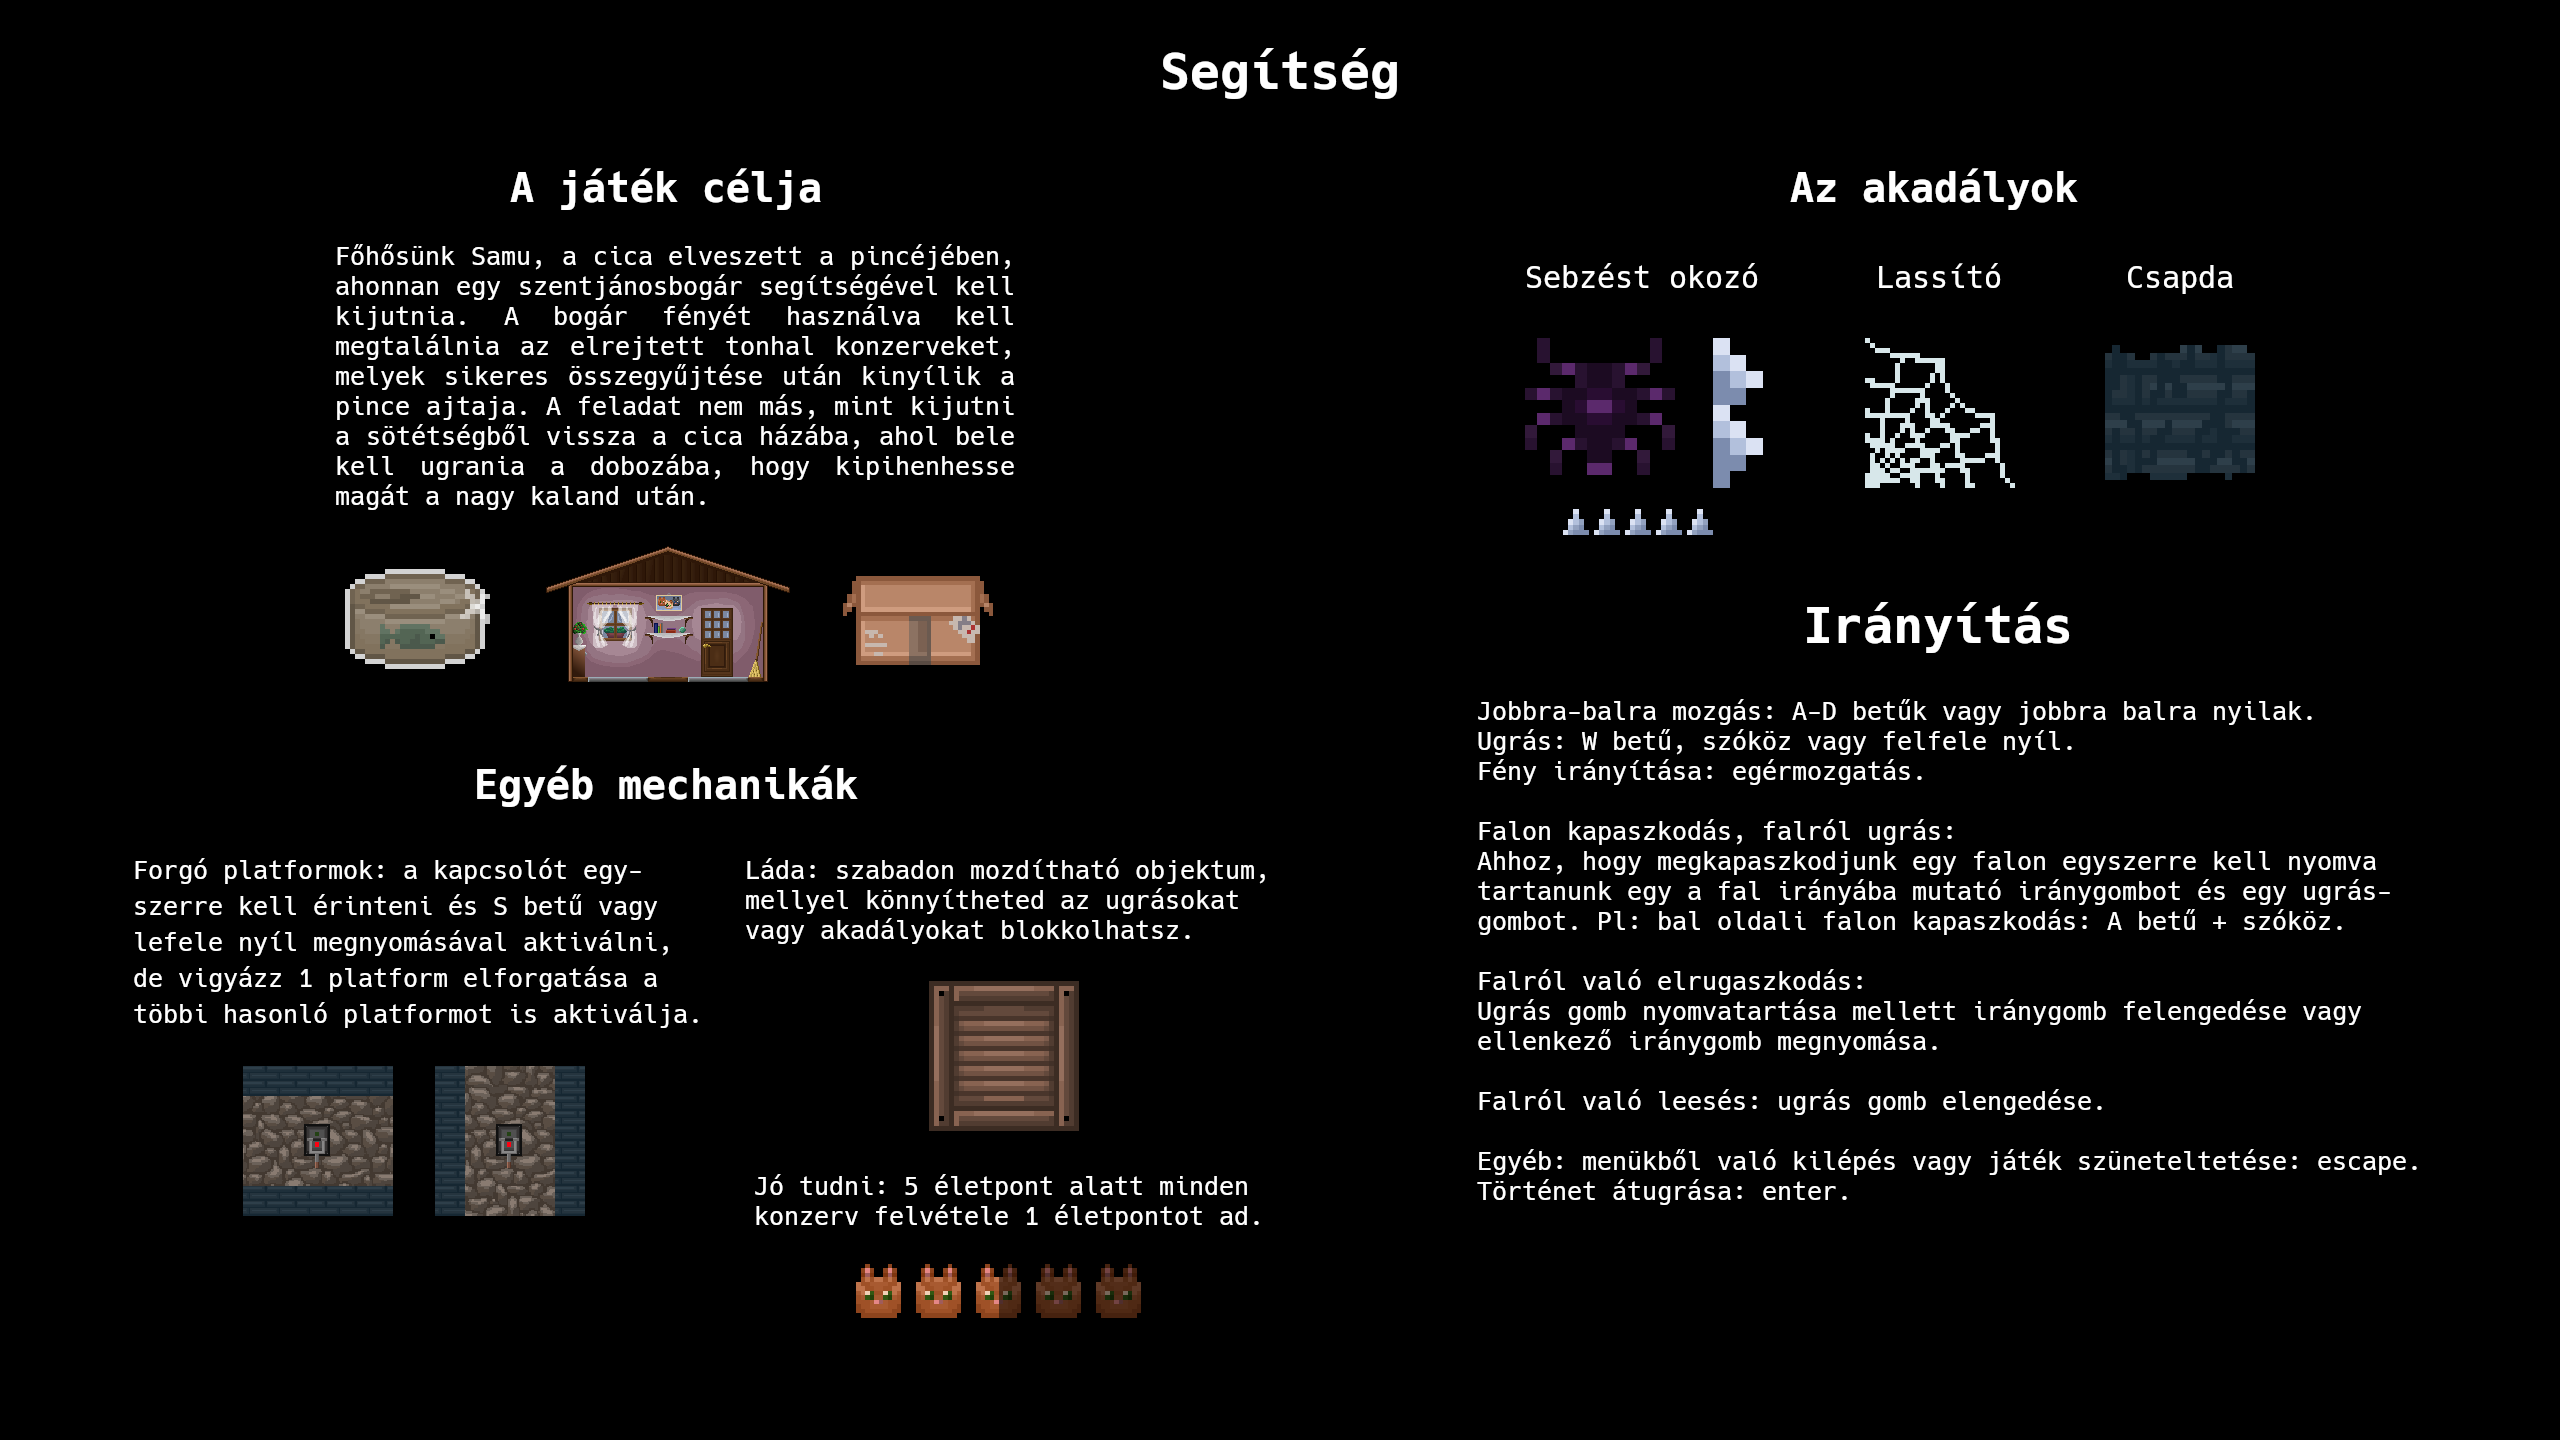 Segítség
A játék célja
Főhősünk Samu, a cica elveszett a pincéjében,
ahonnan egy szentjánosbogár segítségével kell
kijutnia. A bogár fényét használva kell
megtalálnia az elrejtett tonhal konzerveket,
melyek sikeres összegyűjtése után kinyílik a
pince ajtaja. A feladat nem más, mint kijutni
a sötétségből vissza a cica házába, ahol bele
kell ugrania a dobozába, hogy kipihenhesse
magát a nagy kaland után.
Egyéb mechanikák
Forgó platformok: a kapcsolót egy-
szerre kell érinteni és S betű vagy
lefele nyíl megnyomásával aktiválni,
de vigyázz 1 platform elforgatása a
többi hasonló platformot is aktiválja.
Láda: szabadon mozdítható objektum,
mellyel könnyítheted az ugrásokat
vagy akadályokat blokkolhatsz.
Jó tudni: 5 életpont alatt minden
konzerv felvétele 1 életpontot ad.
Az akadályok
Sebzést okozó
Lassító
Csapda
Irányítás
Jobbra-balra mozgás: A-D betűk vagy jobbra balra nyilak.
Ugrás: W betű, szóköz vagy felfele nyíl.
Fény irányítása: egérmozgatás.
Falon kapaszkodás, falról ugrás:
Ahhoz, hogy megkapaszkodjunk egy falon egyszerre kell nyomva
tartanunk egy a fal irányába mutató iránygombot és egy ugrás-
gombot. Pl: bal oldali falon kapaszkodás: A betű + szóköz.
Falról való elrugaszkodás:
Ugrás gomb nyomvatartása mellett iránygomb felengedése vagy
ellenkező iránygomb megnyomása.
Falról való leesés: ugrás gomb elengedése.
Egyéb: menükből való kilépés vagy játék szüneteltetése: escape.
Történet átugrása: enter.